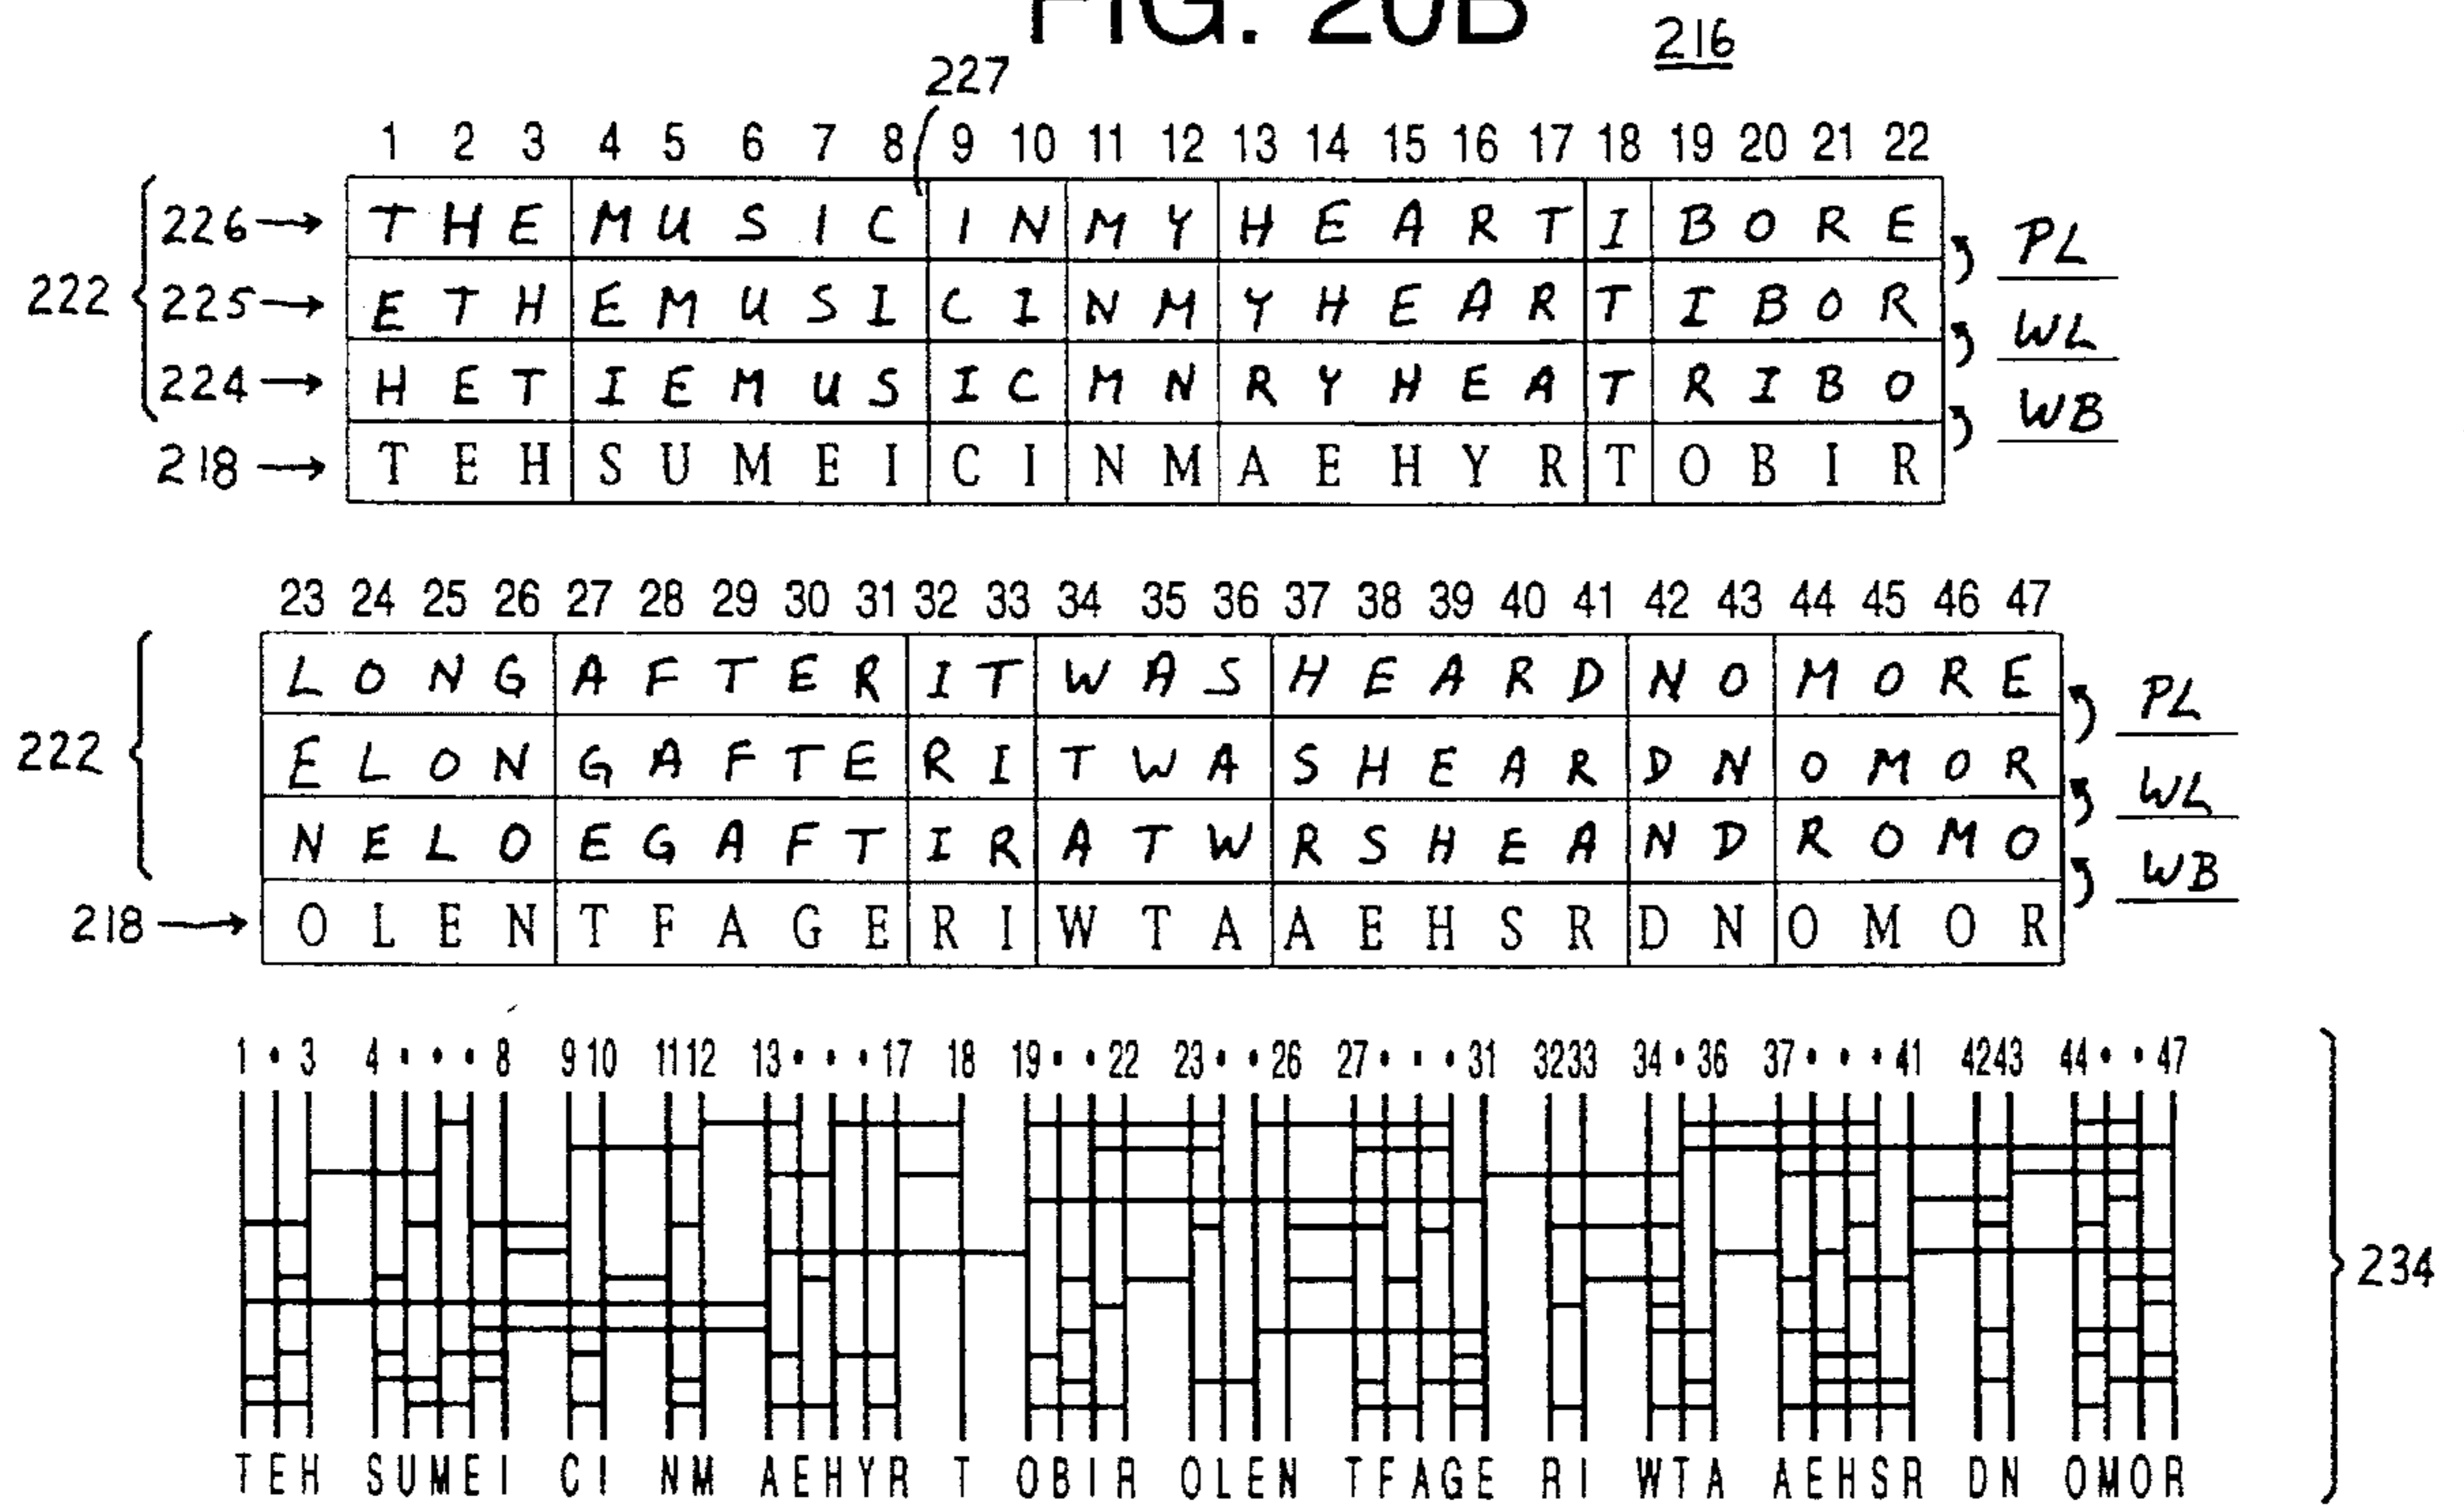 FIG. 20B
216
227
1 2 3 4 5 6 7 8 9 10 11 12 13 14 15 16 17 18 19 20 21 22
226 → T H E M U S I C I N M Y H E A R T I B O R E PL
222 225 → E T H E M U S I C I N M Y H E A R T I B O R WL
224 → H E T I E M U S I C M N R Y H E A T R I B O WB
218 → T E H S U M E I C I N M A E H Y R T O B I R
23 24 25 26 27 28 29 30 31 32 33 34 35 36 37 38 39 40 41 42 43 44 45 46 47
L O N G A F T E R I T W A S H E A R D N O M O R E PL
222 E L O N G A F T E R I T W A S H E A R D N O M O R WL
N E L O E G A F T I R A T W R S H E A N D R O M O WB
218 → O L E N T F A G E R I W T A A E H S R D N O M O R
1 • 3 4 • • • 8 9 10 11 12 13 • • • 17 18 19 • • 22 23 • • 26 27 • • • 31 32 33 34 • 36 37 • • • 41 42 43 44 • • 47
234
T E H S U M E I C I N M A E H Y R T O B I R O L E N T F A G E R I W T A A E H S R D N O M O R